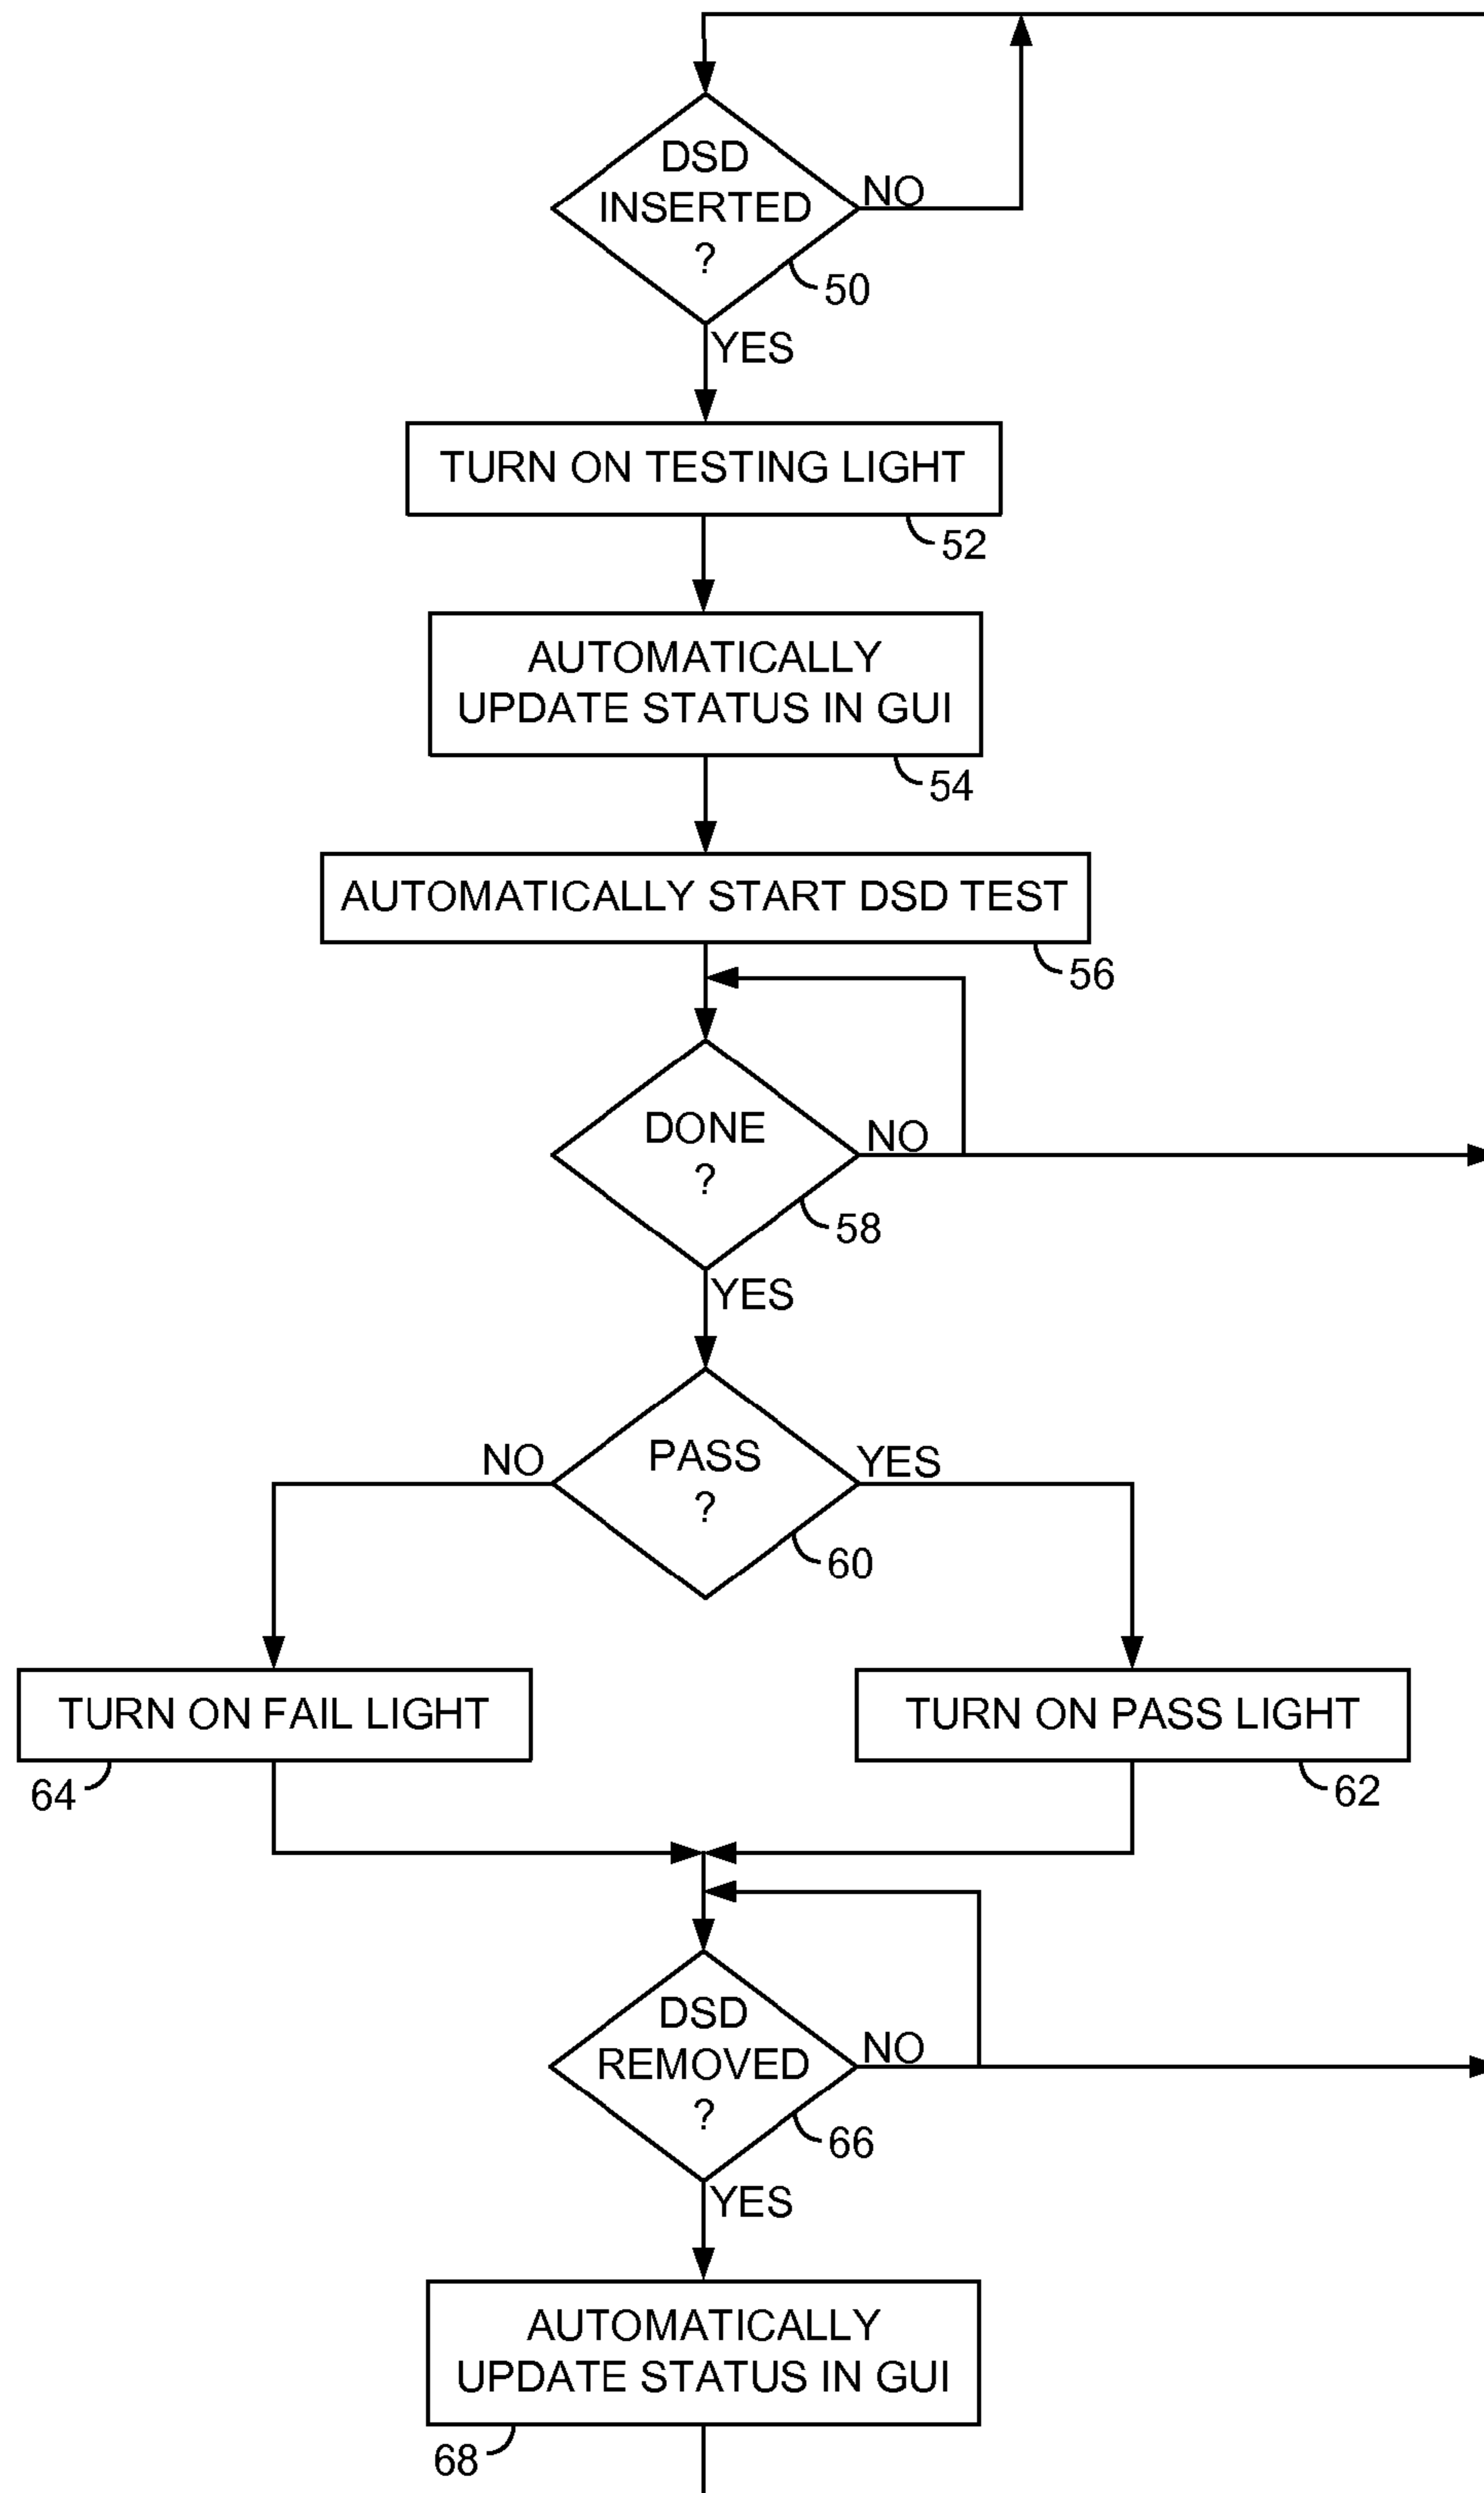 DSD
INSERTED
?
NO
50
YES
TURN ON TESTING LIGHT
52
AUTOMATICALLY
UPDATE STATUS IN GUI
54
AUTOMATICALLY START DSD TEST
56
DONE
?
NO
58
YES
PASS
?
NO
YES
60
TURN ON FAIL LIGHT
64
TURN ON PASS LIGHT
62
DSD
REMOVED
?
NO
66
YES
AUTOMATICALLY
UPDATE STATUS IN GUI
68